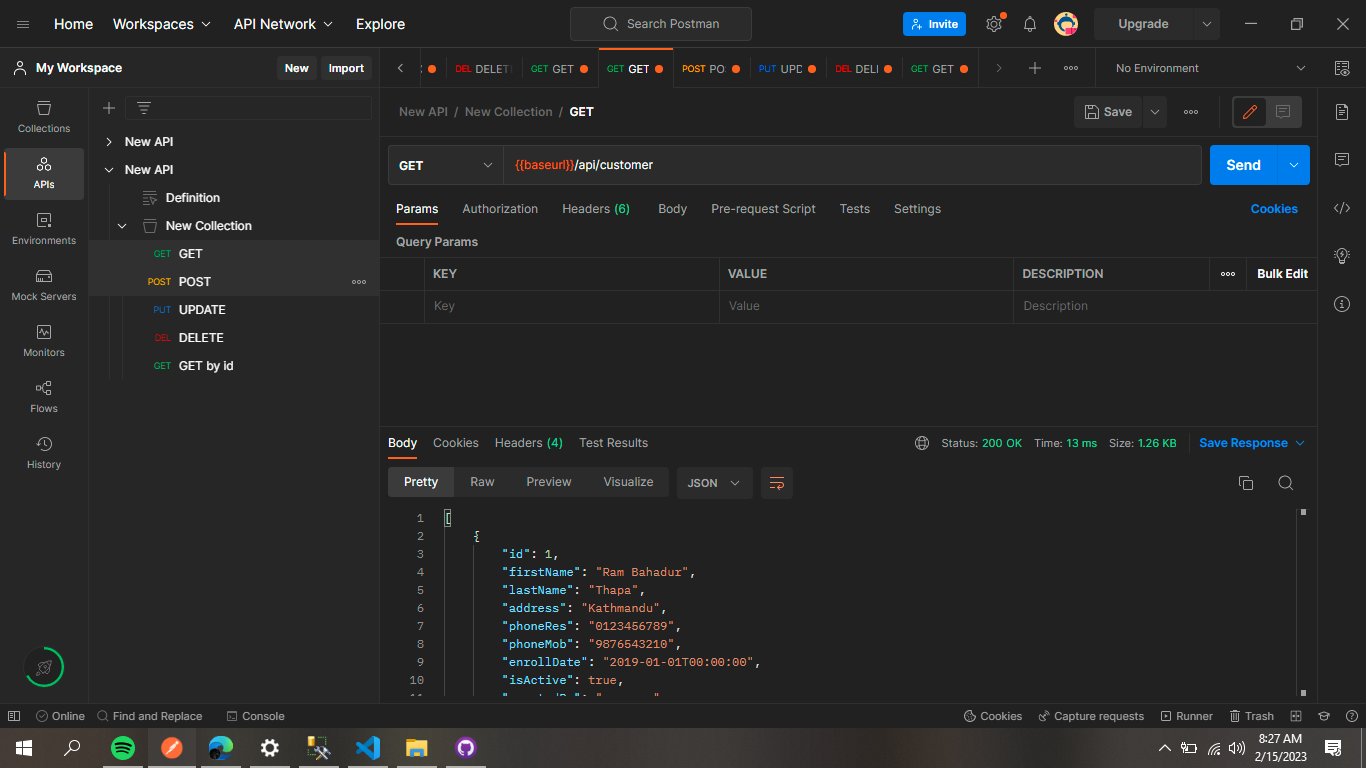 Home Workspaces API Network Explore Search Postman Invite Upgrade
My Workspace New Import
DEL DELETE GET GET GET GET POST PO PUT UPD DEL DEL GET GET No Environment
New API / New Collection / GET Save
Collections
APIs
Environments
Mock Servers
Monitors
Flows
History
New API
New API
Definition
New Collection
GET GET
POST POST
PUT UPDATE
DEL DELETE
GET GET by id
GET {{baseurl}}/api/customer Send
Params Authorization Headers (6) Body Pre-request Script Tests Settings Cookies
Query Params
KEY VALUE DESCRIPTION Bulk Edit
Key Value Description
Body Cookies Headers (4) Test Results Status: 200 OK Time: 13 ms Size: 1.26 KB Save Response
Pretty Raw Preview Visualize JSON
1 [
2 {
3 "id": 1,
4 "firstName": "Ram Bahadur",
5 "lastName": "Thapa",
6 "address": "Kathmandu",
7 "phoneRes": "0123456789",
8 "phoneMob": "9876543210",
9 "enrollDate": "2019-01-01T00:00:00",
10 "isActive": true,
Online Find and Replace Console Cookies Capture requests Runner Trash
8:27 AM
2/15/2023